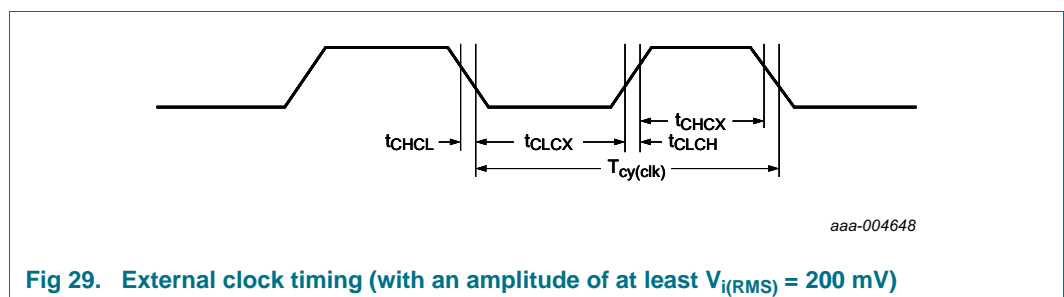 tCHCX
tCHCL tCLCX tCLCH
Tcy(clk)
aaa-004648
Fig 29. External clock timing (with an amplitude of at least Vi(RMS) = 200 mV)